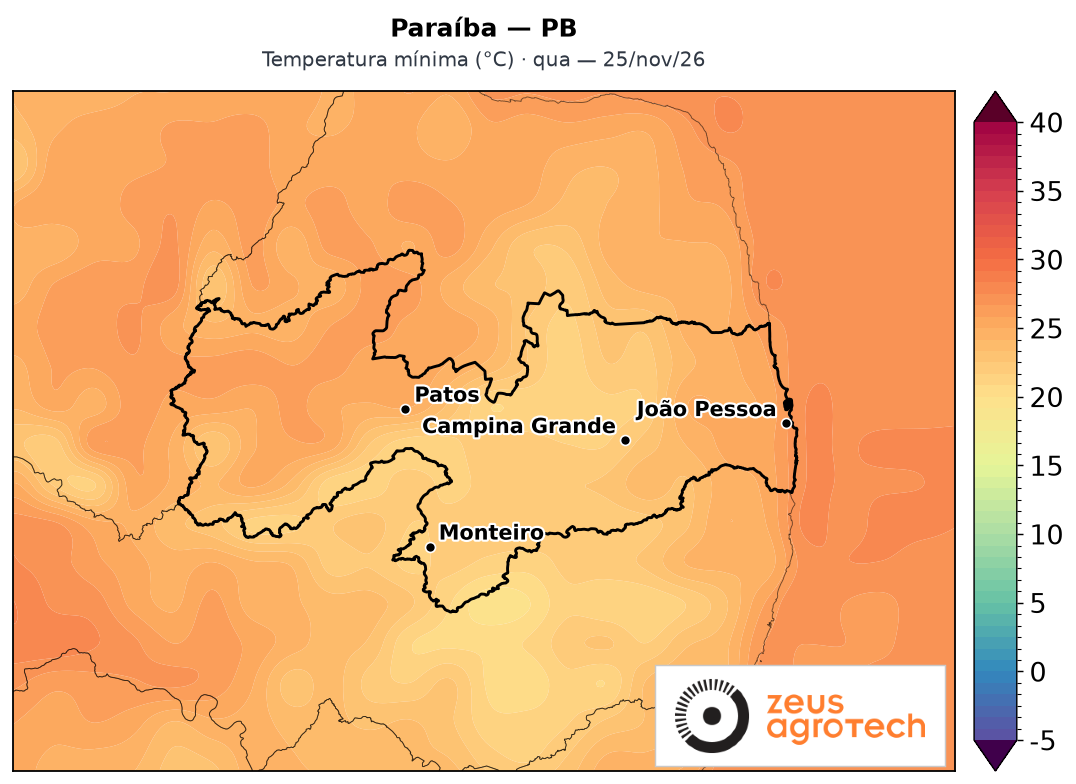 Paraíba — PB
Temperatura mínima (°C) · qua — 25/nov/26
40
35
30
25
20
15
10
5
0
-5
Patos
João Pessoa
Campina Grande
Monteiro
zeus
agrotech